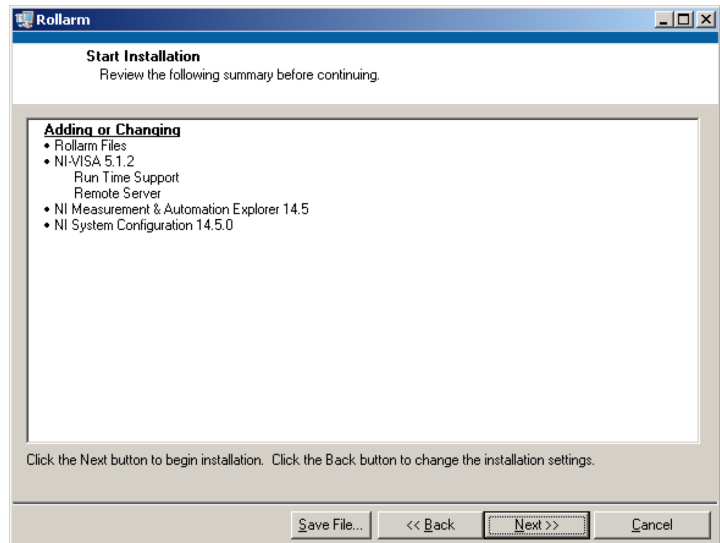 Rollarm
Start Installation
Review the following summary before continuing.
Adding or Changing
• Rollarm Files
• NI-VISA 5.1.2
Run Time Support
Remote Server
• NI Measurement & Automation Explorer 14.5
• NI System Configuration 14.5.0
Click the Next button to begin installation.  Click the Back button to change the installation settings.
Save File... << Back Next >> Cancel